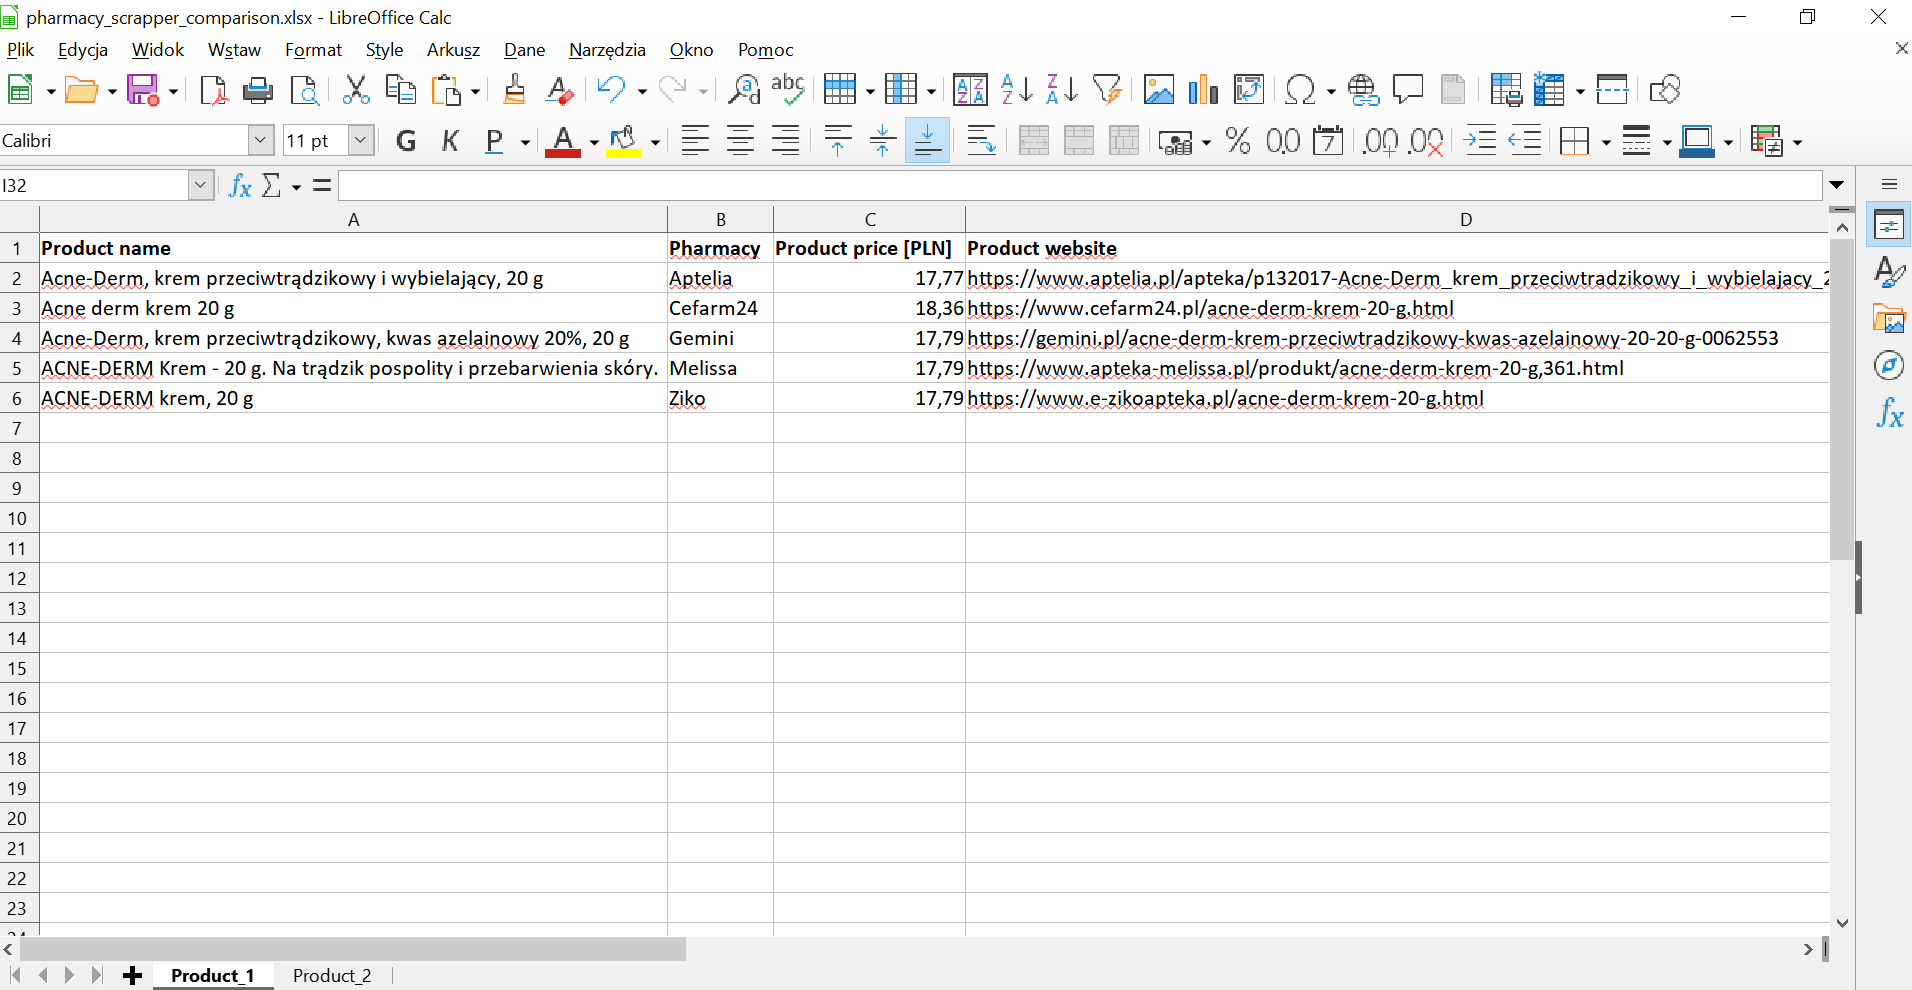 pharmacy_scrapper_comparison.xlsx - LibreOffice Calc
Plik Edycja Widok Wstaw Format Style Arkusz Dane Narzędzia Okno Pomoc
Calibri 11 pt G K P A % 0,0 7 .00 .00
I32 fx Σ =
A B C D
1 Product name Pharmacy Product price [PLN] Product website
2 Acne-Derm, krem przeciwtrądzikowy i wybielający, 20 g Aptelia 17,77 https://www.aptelia.pl/apteka/p132017-Acne-Derm_krem_przeciwtradzikowy_i_wybielajacy_2
3 Acne derm krem 20 g Cefarm24 18,36 https://www.cefarm24.pl/acne-derm-krem-20-g.html
4 Acne-Derm, krem przeciwtrądzikowy, kwas azelainowy 20%, 20 g Gemini 17,79 https://gemini.pl/acne-derm-krem-przeciwtradzikowy-kwas-azelainowy-20-20-g-0062553
5 ACNE-DERM Krem - 20 g. Na trądzik pospolity i przebarwienia skóry. Melissa 17,79 https://www.apteka-melissa.pl/produkt/acne-derm-krem-20-g,361.html
6 ACNE-DERM krem, 20 g Ziko 17,79 https://www.e-zikoapteka.pl/acne-derm-krem-20-g.html
7
8
9
10
11
12
13
14
15
16
17
18
19
20
21
22
23
Product_1 Product_2